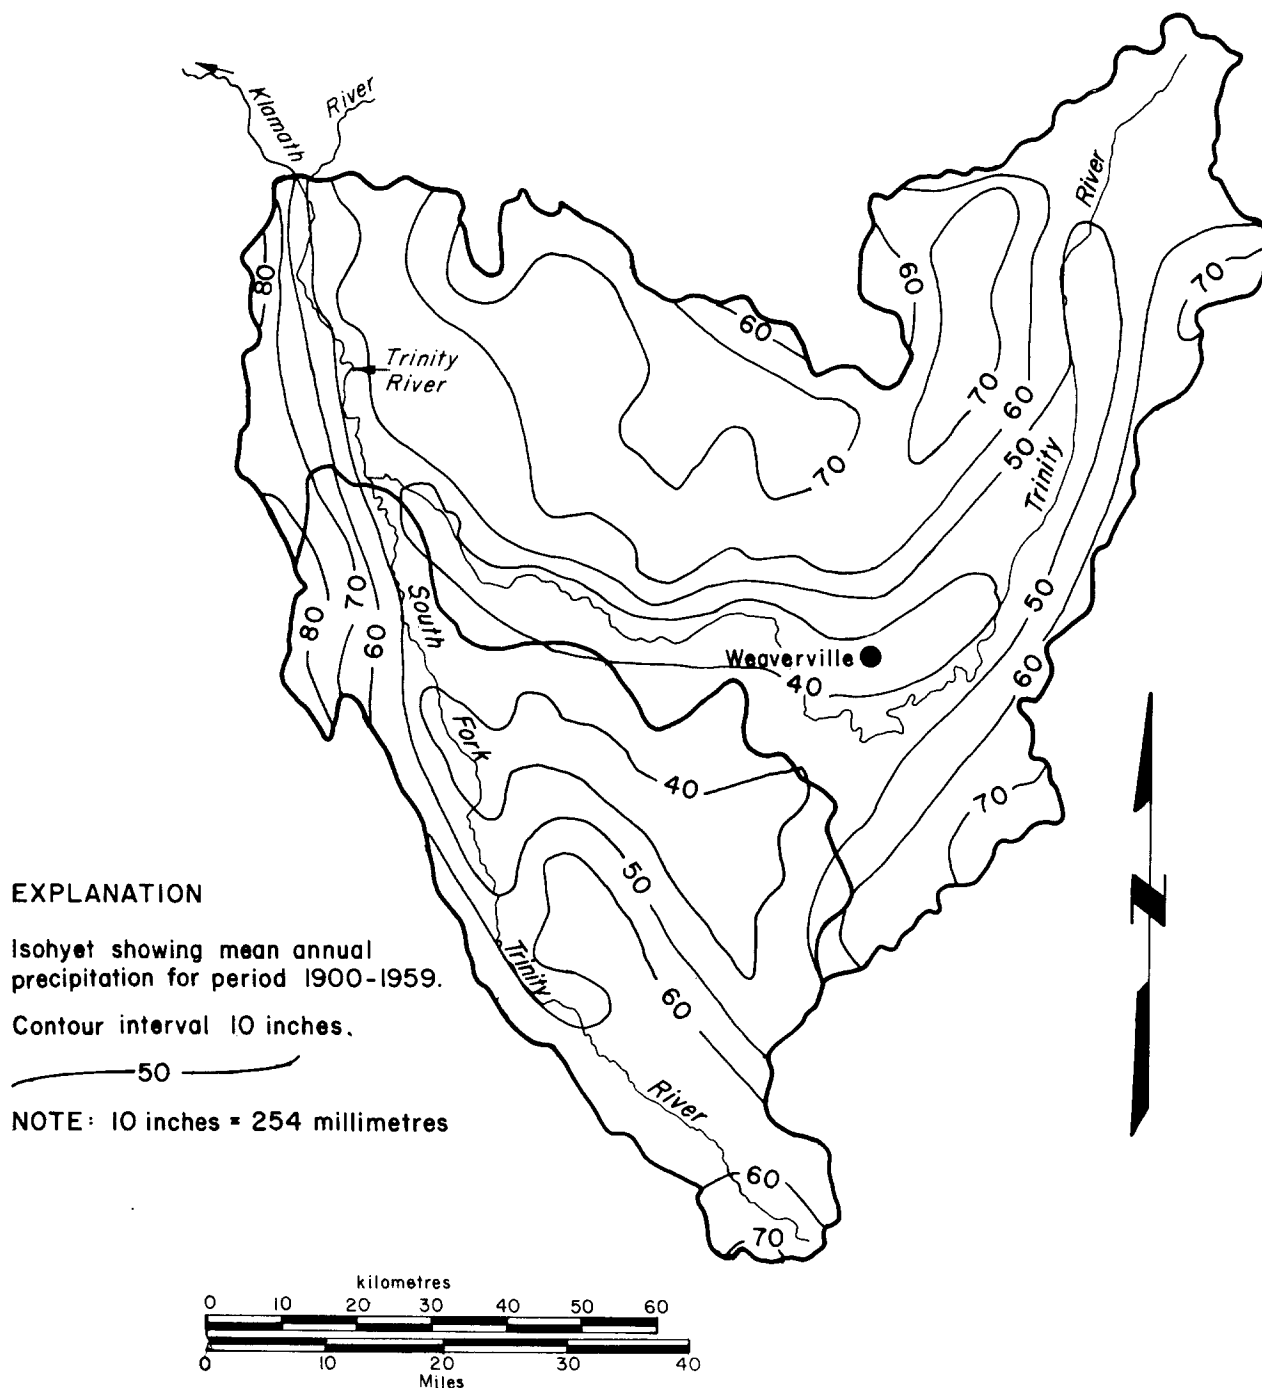 Klamath
River
River
80
60
70
60
Trinity
River
70
60
70
50
Trinity
80
70
60
South
50
Weaverville
40
60
Fork
40
70
50
EXPLANATION
Isohyet showing mean annual
precipitation for period 1900-1959.
Contour interval 10 inches.
50
NOTE: 10 inches = 254 millimetres
Trinity
60
River
60
70
N
kilometres
0 10 20 30 40 50 60
0 10 20 30 40
Miles